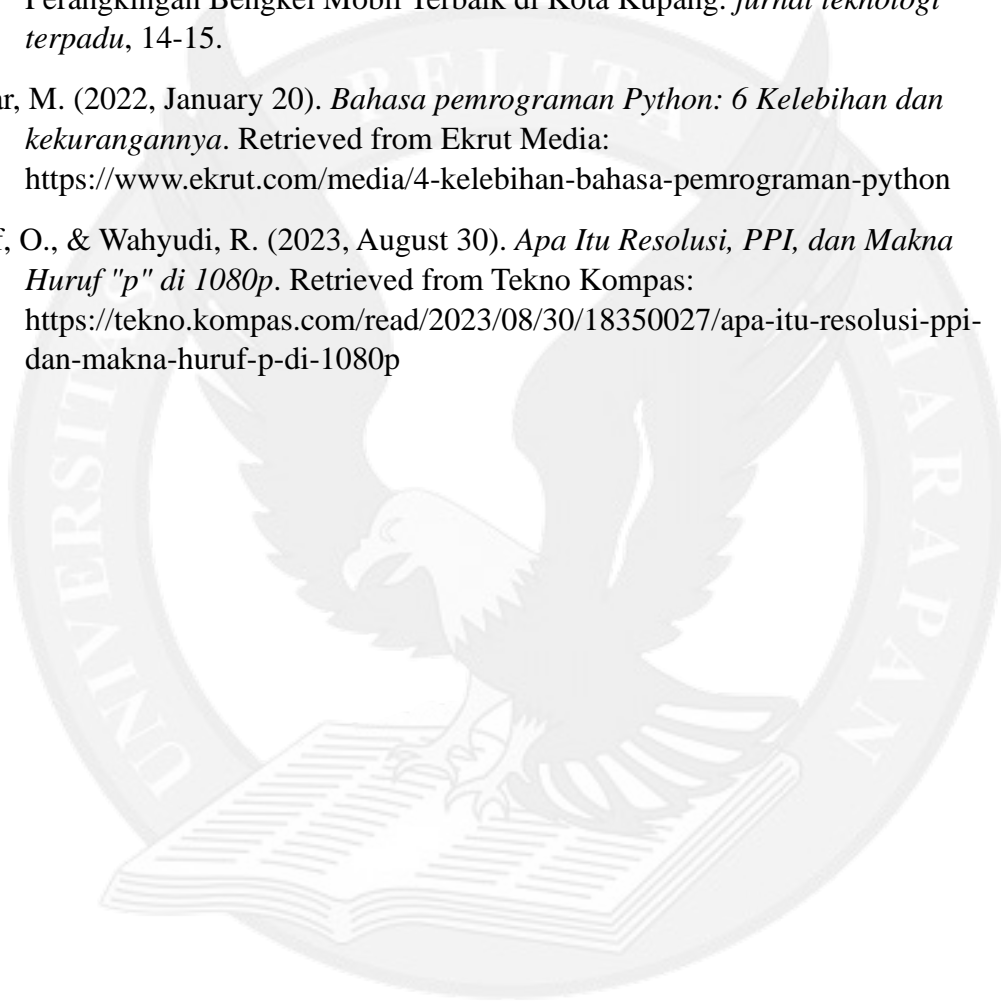 Perangkingan Bengkel Mobil Terbaik di Kota Kupang. jurnal teknologi
terpadu, 14-15.
ar, M. (2022, January 20). Bahasa pemrograman Python: 6 Kelebihan dan
kekurangannya. Retrieved from Ekrut Media:
https://www.ekrut.com/media/4-kelebihan-bahasa-pemrograman-python
f, O., & Wahyudi, R. (2023, August 30). Apa Itu Resolusi, PPI, dan Makna
Huruf "p" di 1080p. Retrieved from Tekno Kompas:
https://tekno.kompas.com/read/2023/08/30/18350027/apa-itu-resolusi-ppi-
dan-makna-huruf-p-di-1080p
UNIVERSITAS PELITA HARAPAN